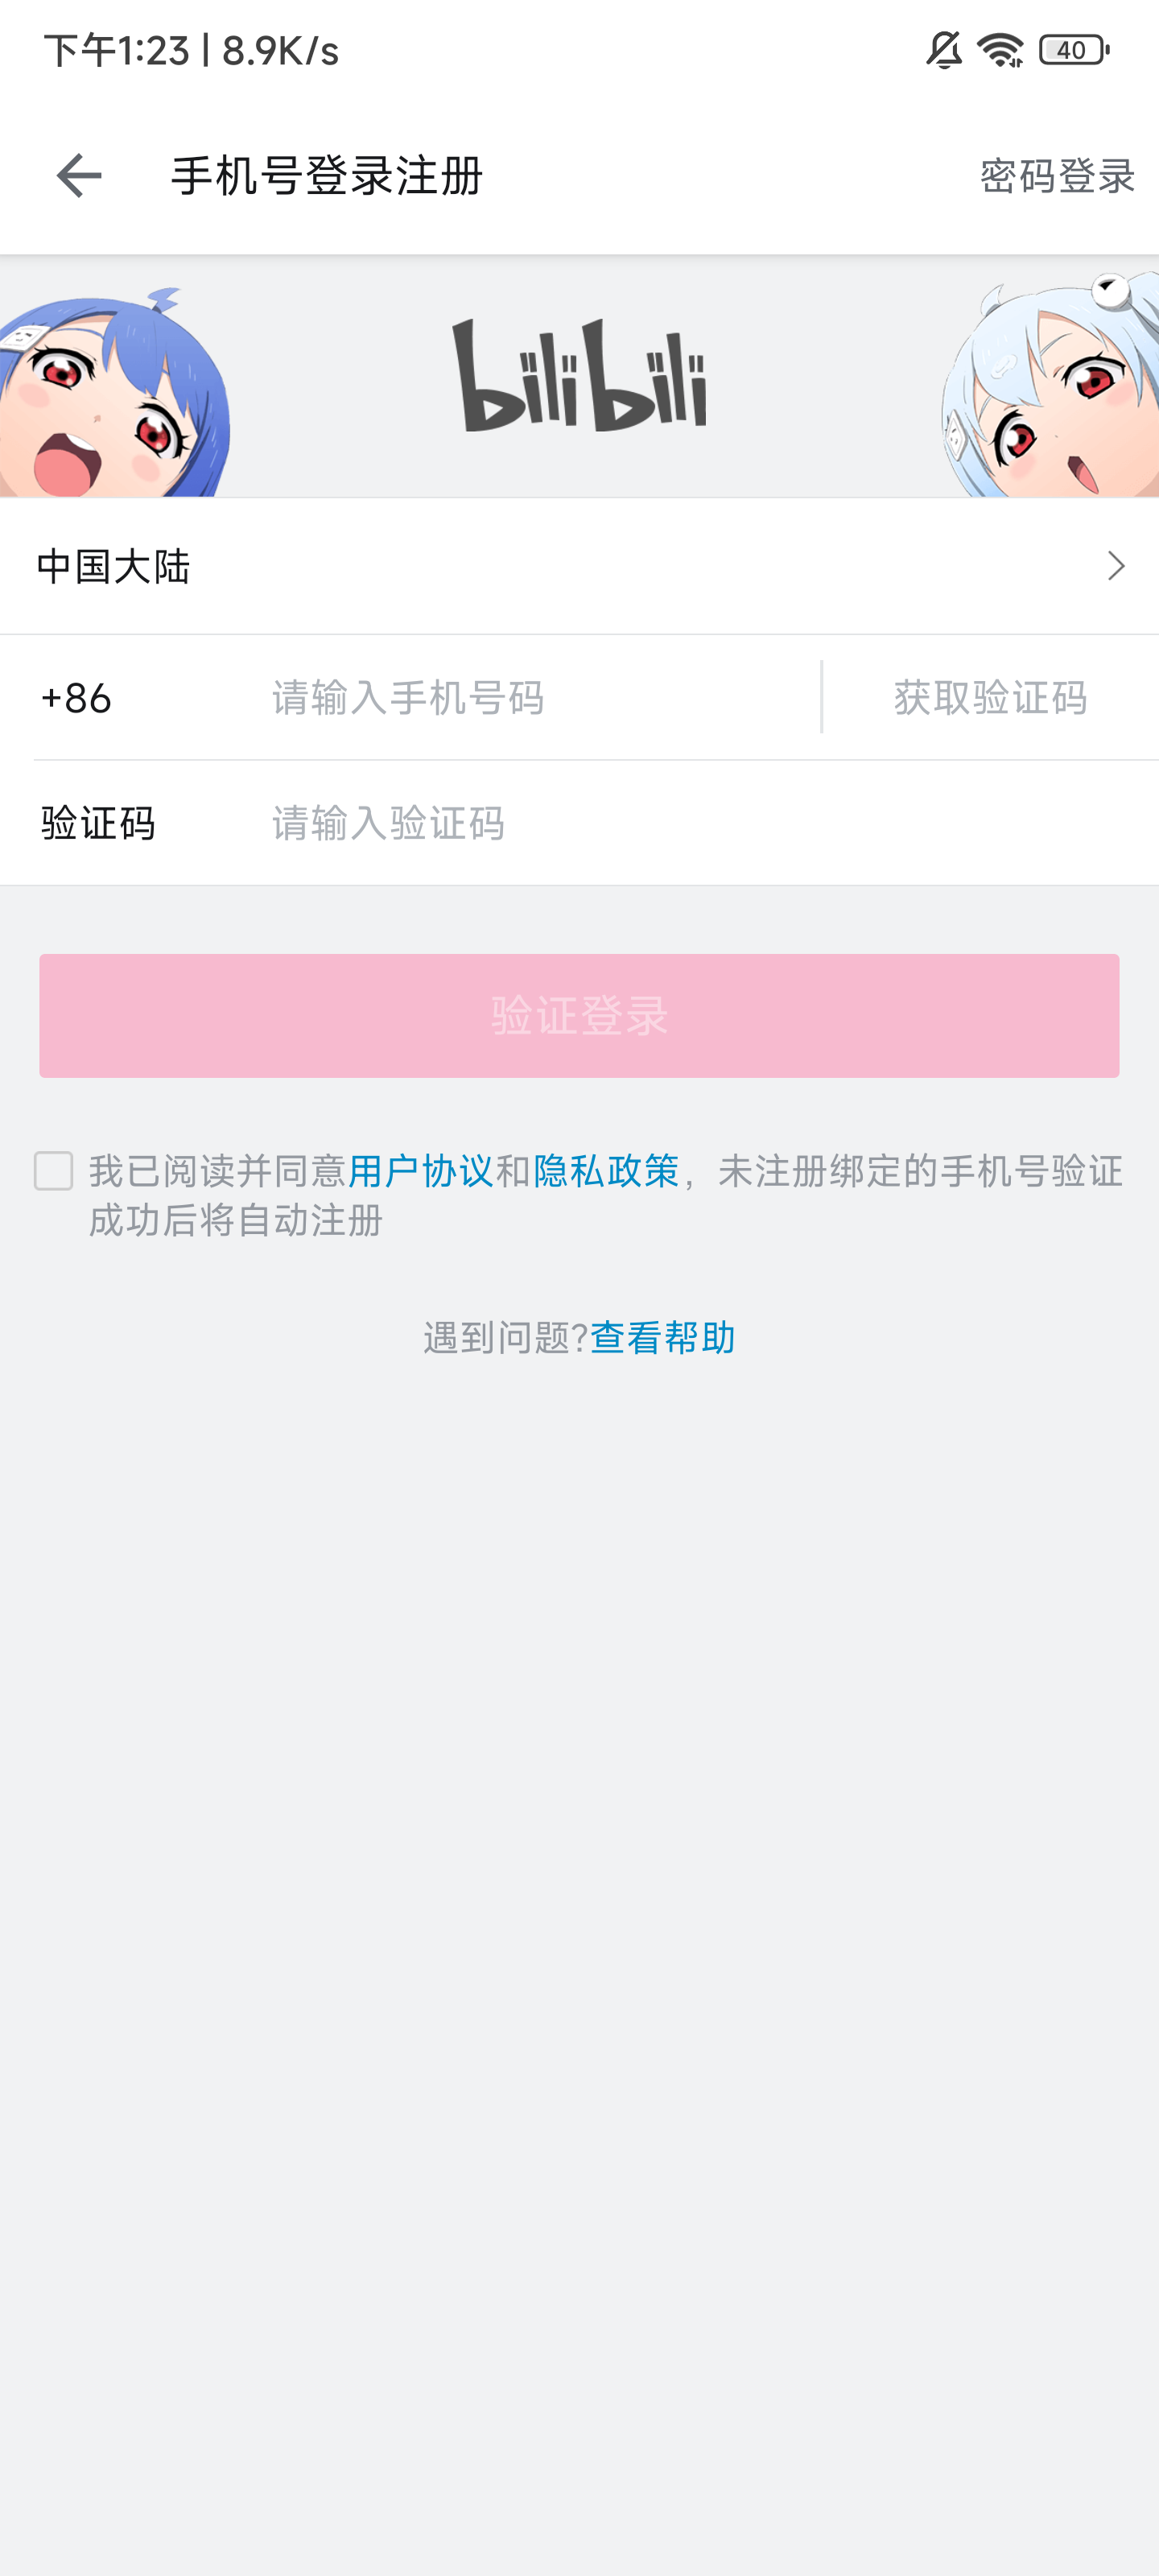 下午1:23 | 8.9K/s
40
手机号登录注册
密码登录
bilibili
中国大陆
+86 请输入手机号码 获取验证码
验证码 请输入验证码
验证登录
我已阅读并同意用户协议和隐私政策，未注册绑定的手机号验证
成功后将自动注册
遇到问题?查看帮助